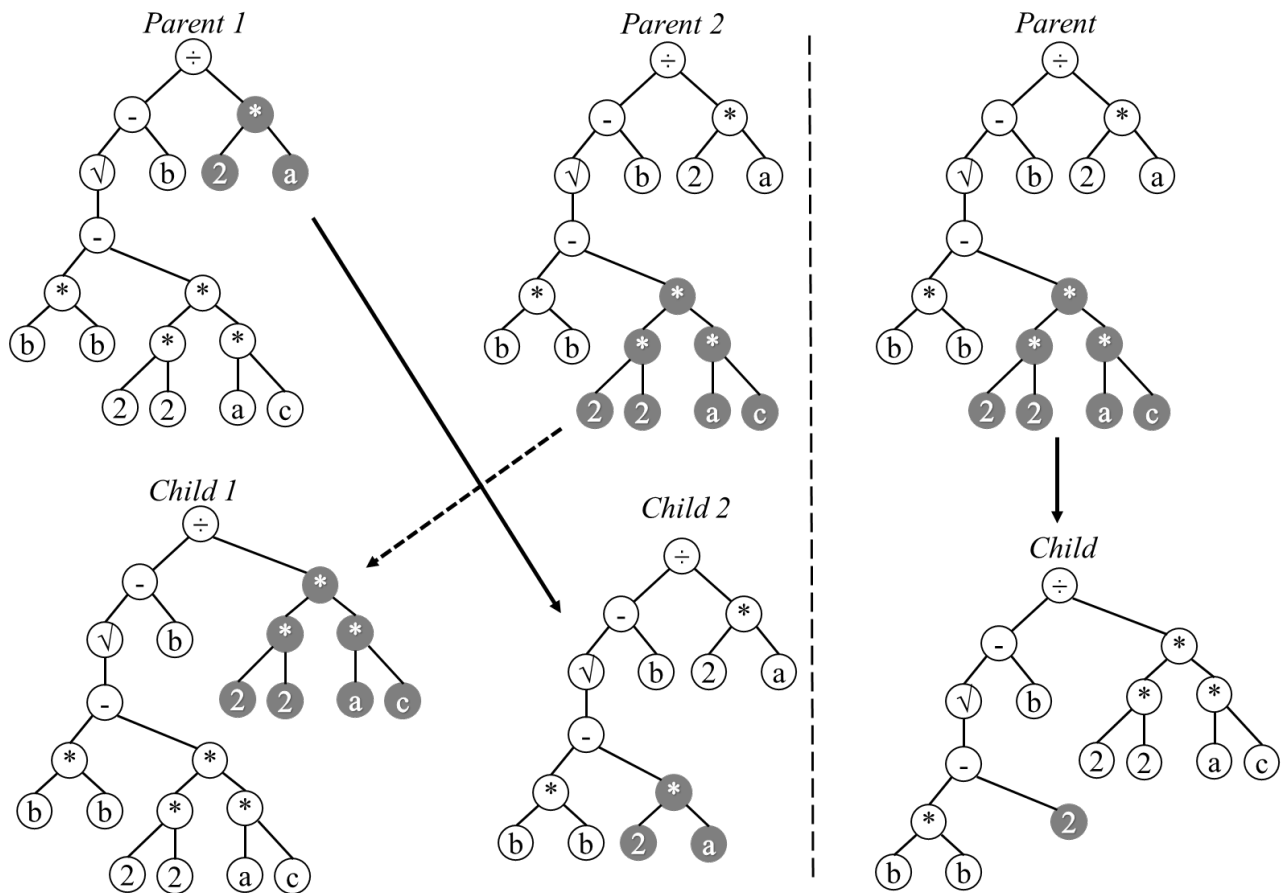 Parent 1
÷
- *
√ b 2 a
-
* *
b b * *
2 2 a c
Parent 2
÷
- *
√ b 2 a
-
* *
b b * *
2 2 a c
Parent
÷
- *
√ b 2 a
-
* *
b b * *
2 2 a c
Child 1
÷
- *
√ b * *
- 2 2 a c
* *
b b * *
2 2 a c
Child 2
÷
- *
√ b 2 a
-
* *
b b 2 a
Child
÷
- *
√ b * *
- 2 2 a c
* 2
b b